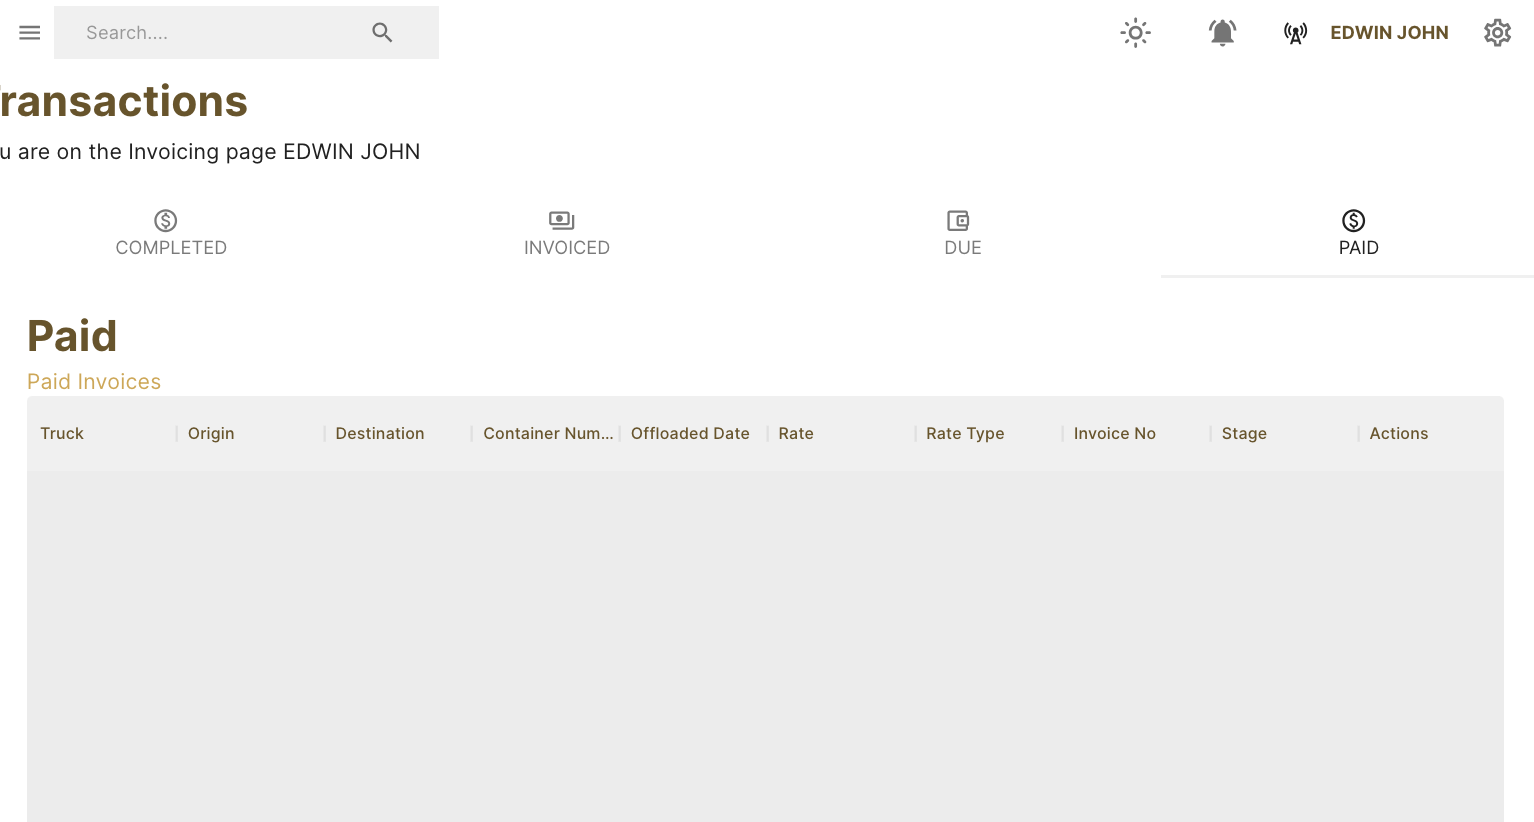 Search....
EDWIN JOHN
ransactions
u are on the Invoicing page EDWIN JOHN
COMPLETED
INVOICED
DUE
PAID
Paid
Paid Invoices
Truck Origin Destination Container Num... Offloaded Date Rate Rate Type Invoice No Stage Actions